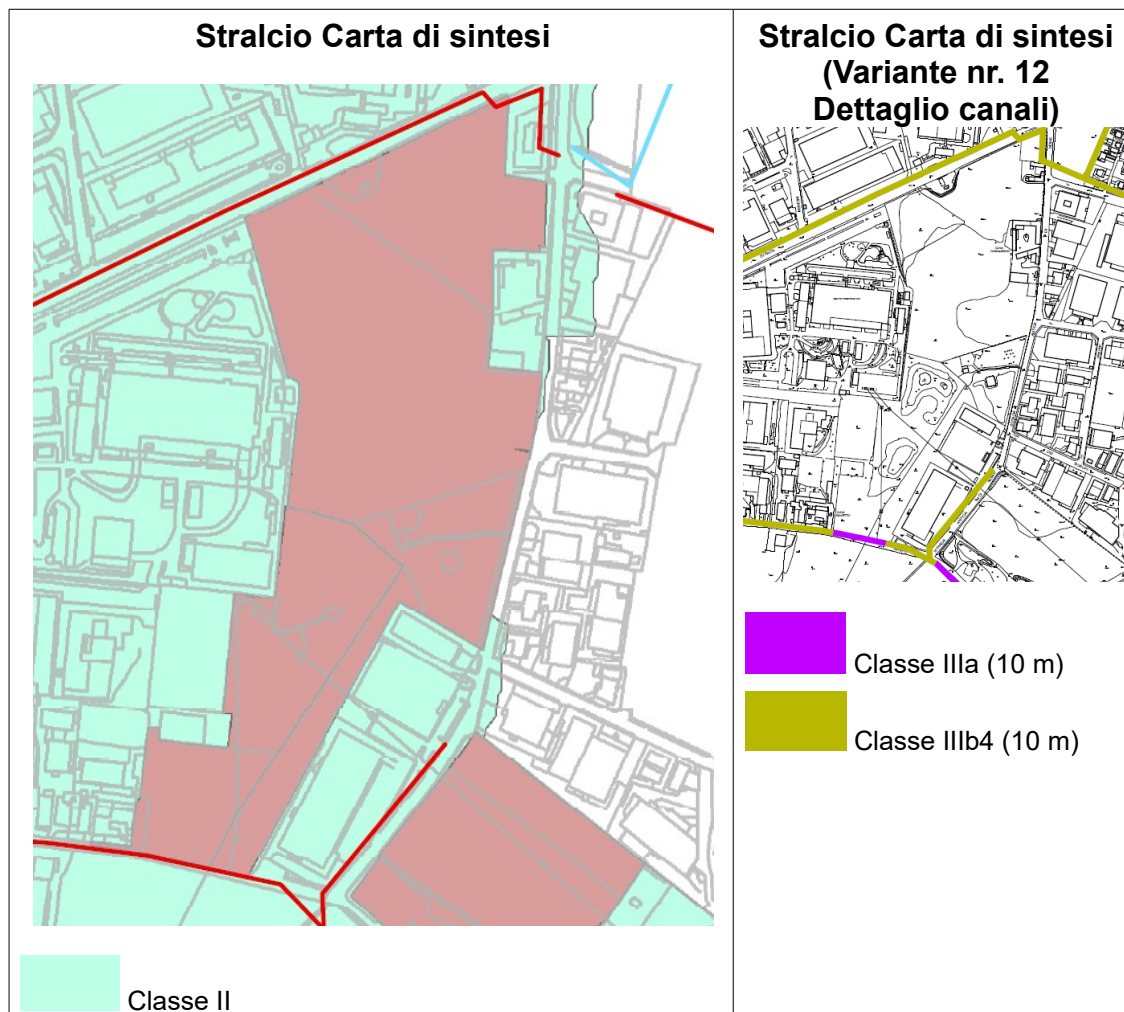 Stralcio Carta di sintesi
Classe II
Stralcio Carta di sintesi
(Variante nr. 12
Dettaglio canali)
Classe IIIa (10 m)
Classe IIIb4 (10 m)